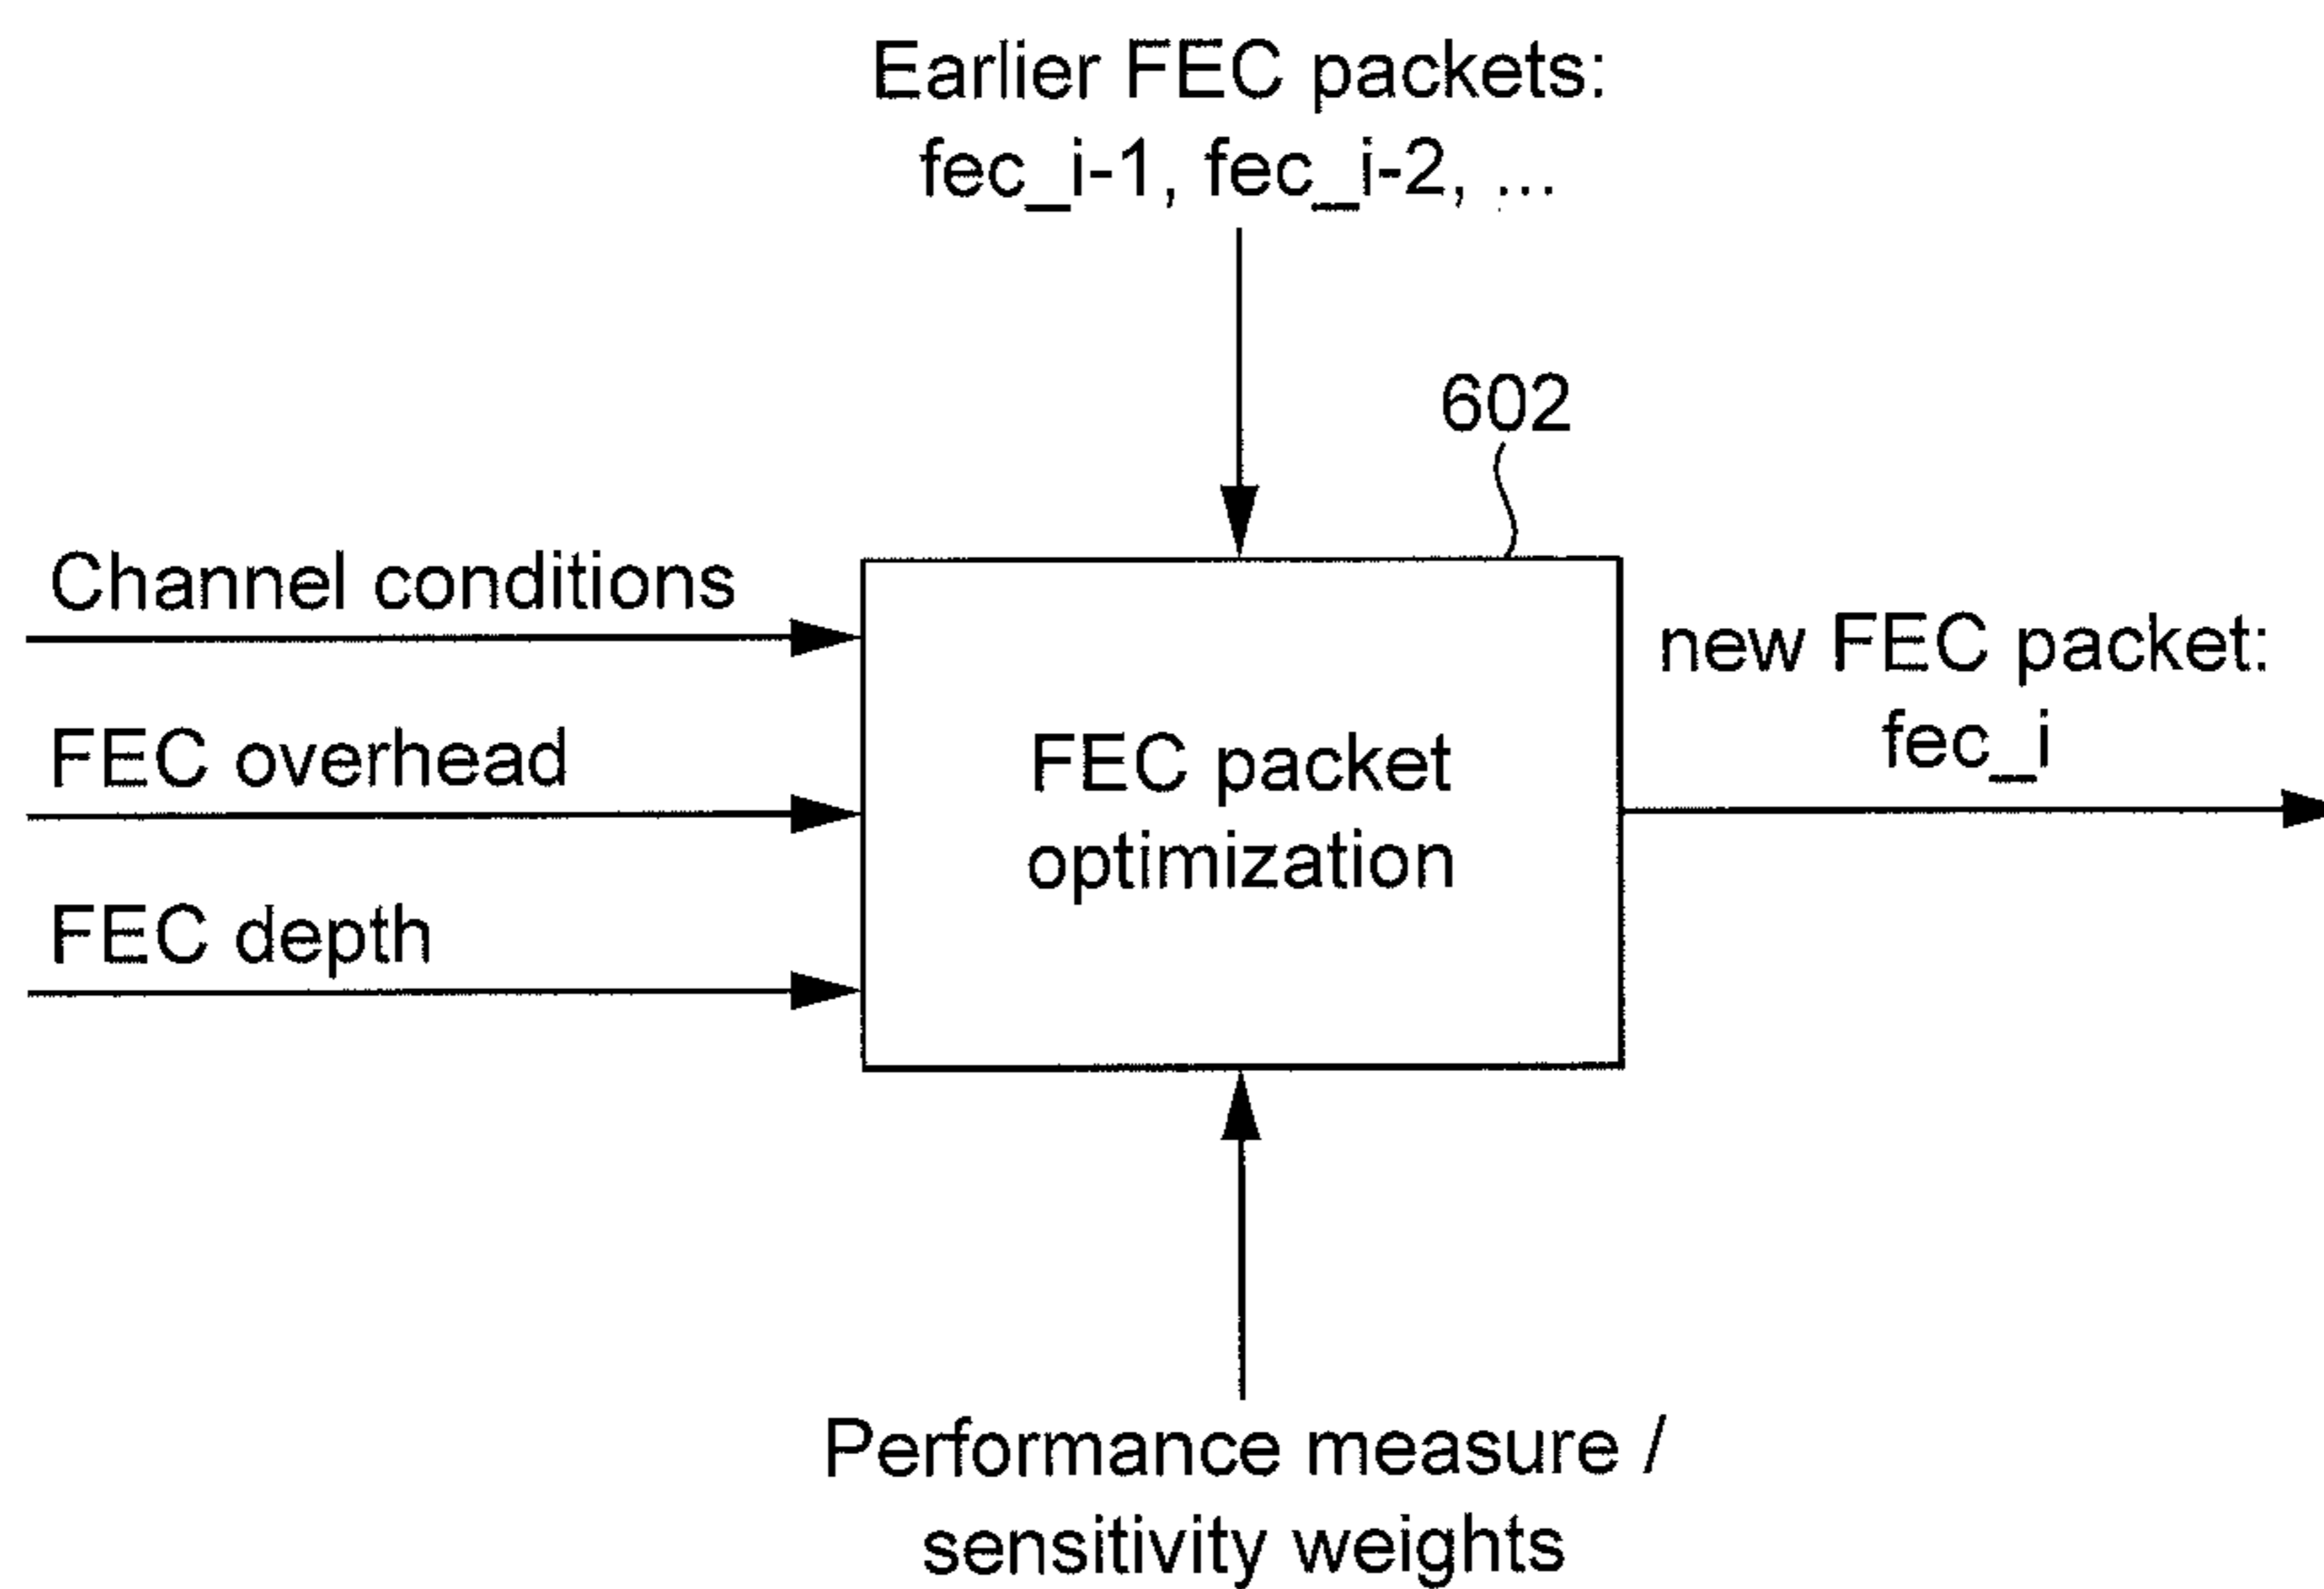 Earlier FEC packets:
fec_i-1, fec_i-2, ...
602
Channel conditions
FEC overhead
FEC depth
FEC packet
optimization
new FEC packet:
fec_i
Performance measure /
sensitivity weights